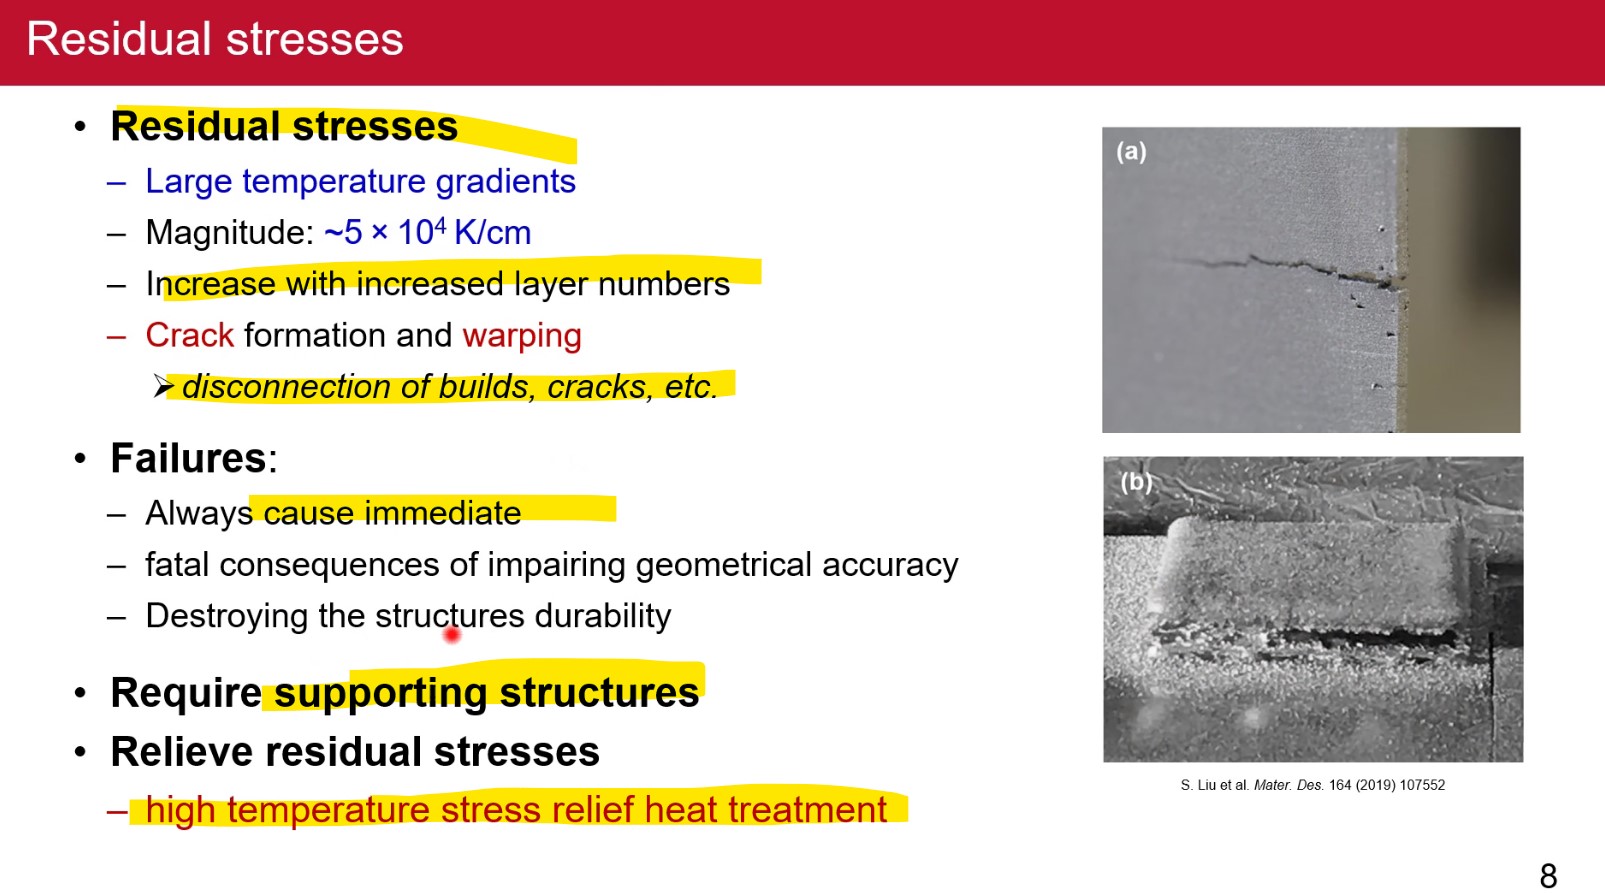 Residual stresses
• Residual stresses
– Large temperature gradients
– Magnitude: ~5 × 10⁴ K/cm
– Increase with increased layer numbers
– Crack formation and warping
➢ disconnection of builds, cracks, etc.
• Failures:
– Always cause immediate
– fatal consequences of impairing geometrical accuracy
– Destroying the structures durability
• Require supporting structures
• Relieve residual stresses
– high temperature stress relief heat treatment
(a)
(b)
S. Liu et al. Mater. Des. 164 (2019) 107552
8